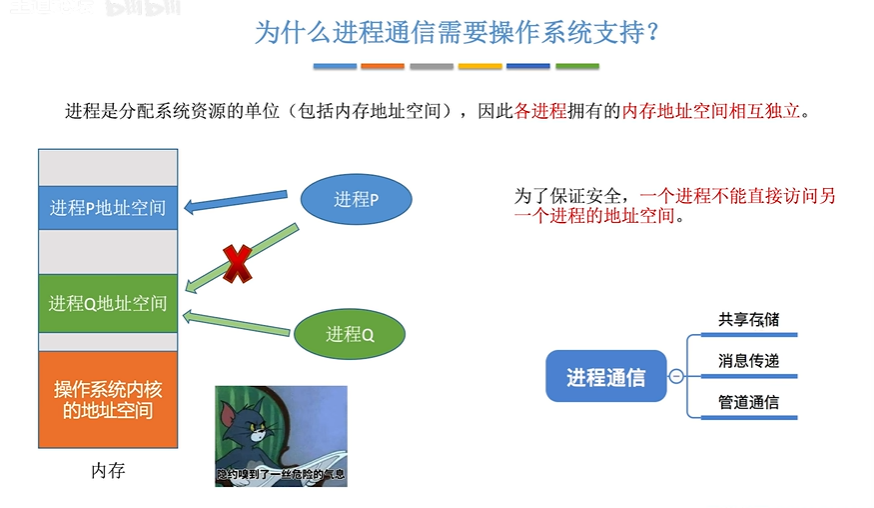 为什么进程通信需要操作系统支持？
进程是分配系统资源的单位（包括内存地址空间），因此各进程拥有的内存地址空间相互独立。
进程P地址空间
进程P
为了保证安全，一个进程不能直接访问另
一个进程的地址空间。
进程Q地址空间
进程Q
操作系统内核
的地址空间
内存
隐约嗅到了一丝危险的气息
进程通信
共享存储
消息传递
管道通信